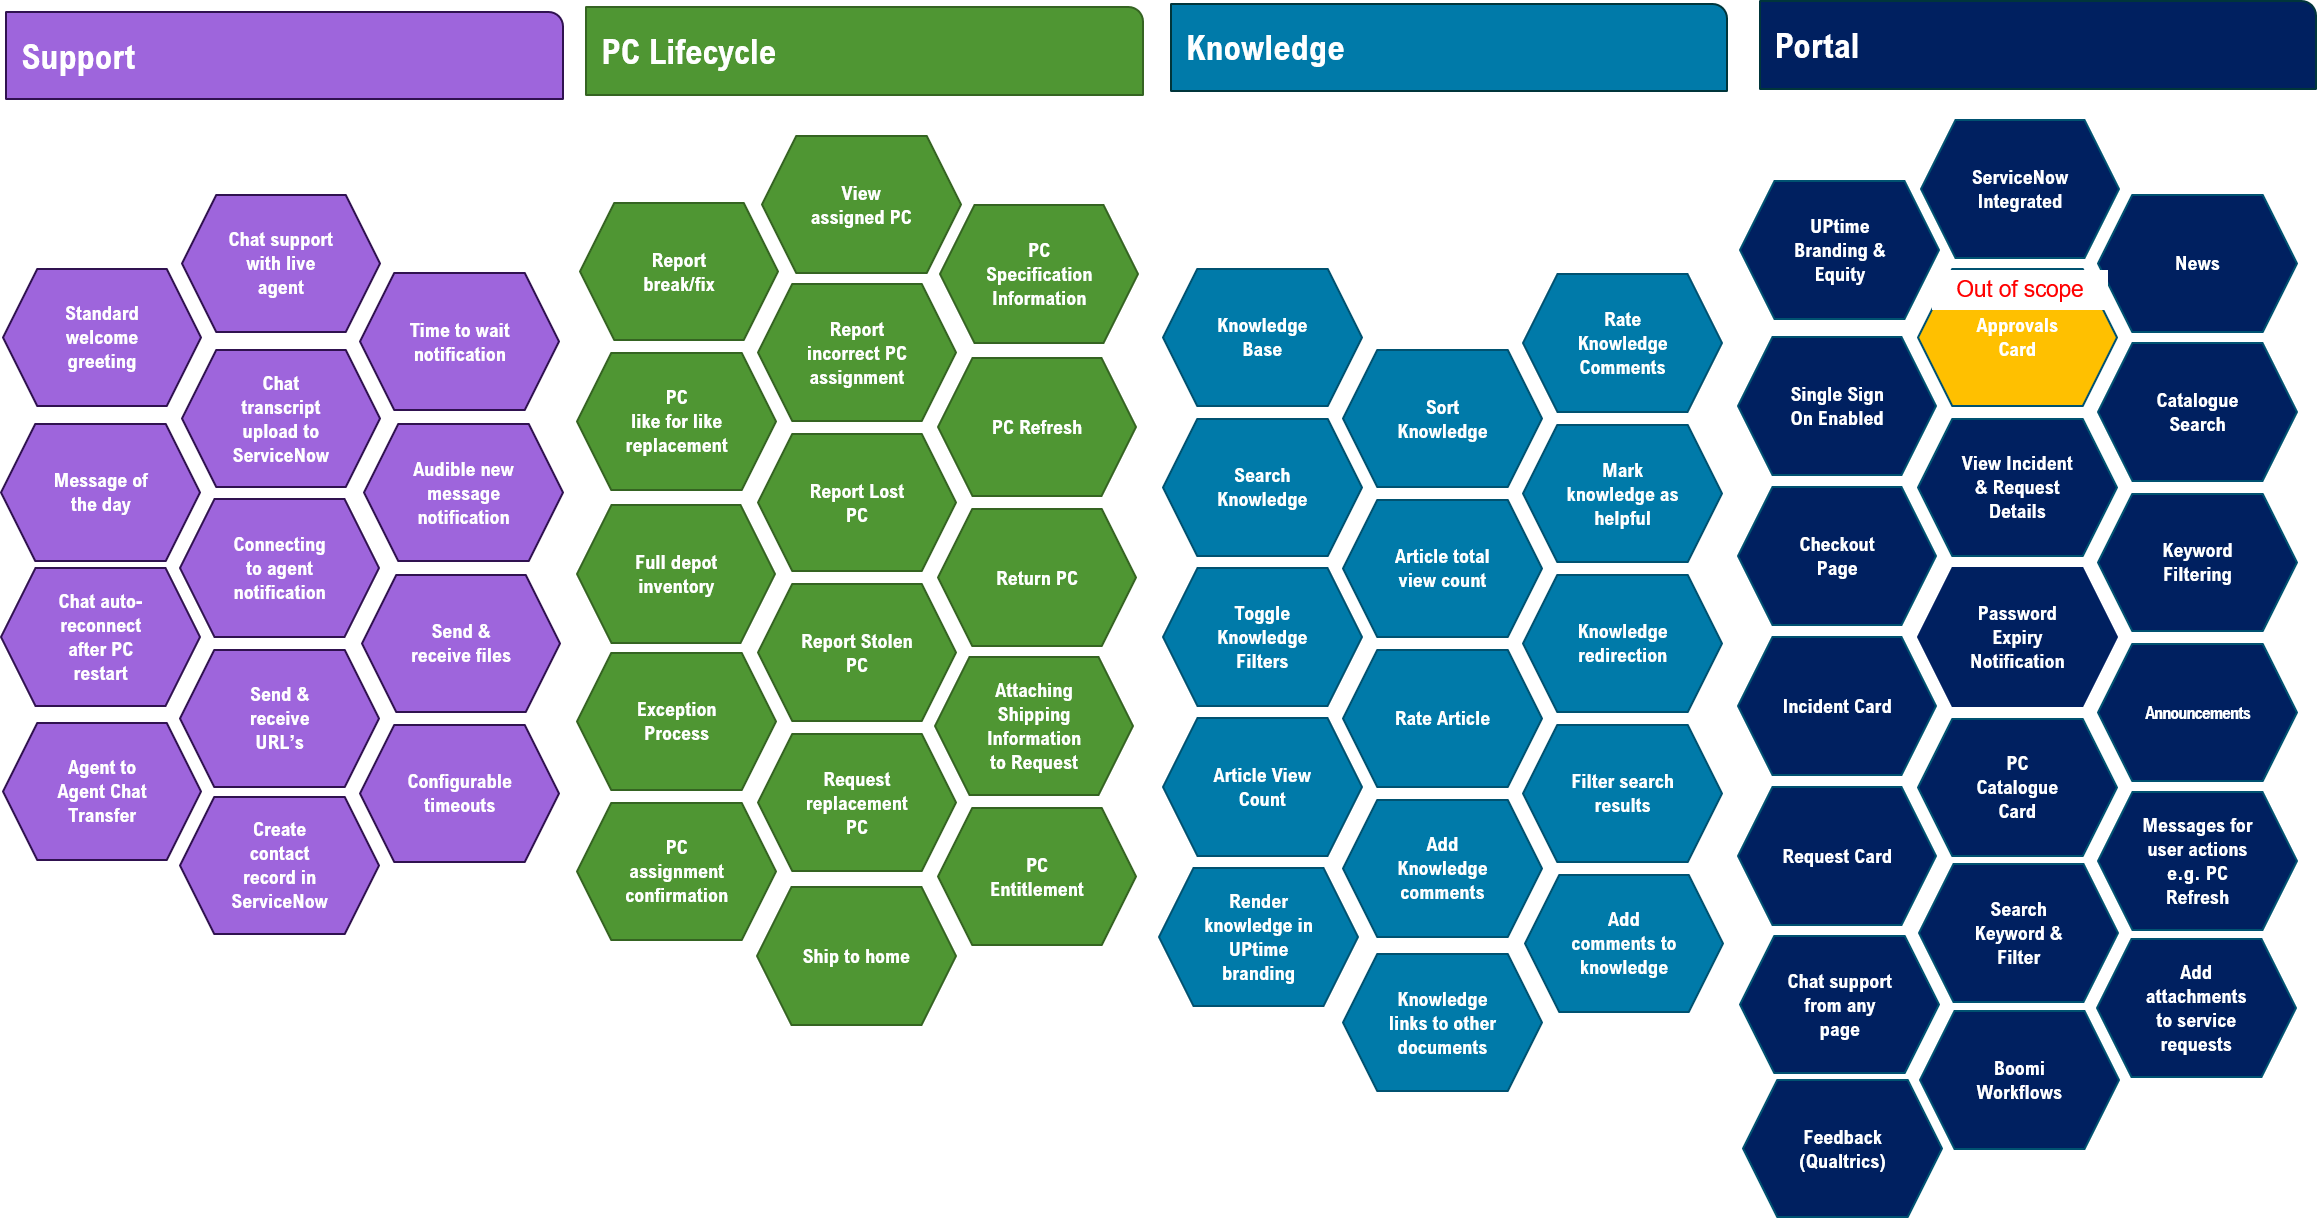 Support
Standard
welcome
greeting
Message of
the day
Chat auto-
reconnect
after PC
restart
Agent to
Agent Chat
Transfer
Chat support
with live
agent
Chat
transcript
upload to
ServiceNow
Connecting
to agent
notification
Send &
receive
URL’s
Create
contact
record in
ServiceNow
Time to wait
notification
Audible new
message
notification
Send &
receive files
Configurable
timeouts
PC Lifecycle
Report
break/fix
PC
like for like
replacement
Full depot
inventory
Exception
Process
PC
assignment
confirmation
View
assigned PC
Report
incorrect PC
assignment
Report Lost
PC
Report Stolen
PC
Request
replacement
PC
Ship to home
PC
Specification
Information
PC Refresh
Return PC
Attaching
Shipping
Information
to Request
PC
Entitlement
Knowledge
Knowledge
Base
Search
Knowledge
Toggle
Knowledge
Filters
Article View
Count
Render
knowledge in
UPtime
branding
Sort
Knowledge
Article total
view count
Rate Article
Add
Knowledge
comments
Knowledge
links to other
documents
Rate
Knowledge
Comments
Mark
knowledge as
helpful
Knowledge
redirection
Filter search
results
Add
comments to
knowledge
Portal
UPtime
Branding &
Equity
Single Sign
On Enabled
Checkout
Page
Incident Card
Request Card
Chat support
from any
page
Feedback
(Qualtrics)
ServiceNow
Integrated
Out of scope
Approvals
Card
View Incident
& Request
Details
Password
Expiry
Notification
PC
Catalogue
Card
Search
Keyword &
Filter
Boomi
Workflows
News
Catalogue
Search
Keyword
Filtering
Announcements
Messages for
user actions
e.g. PC
Refresh
Add
attachments
to service
requests